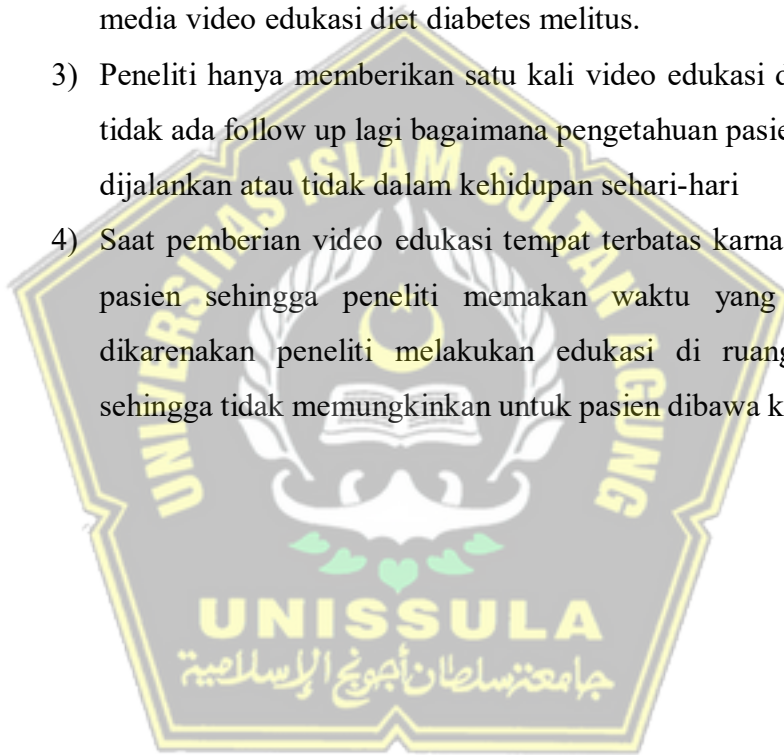 media video edukasi diet diabetes melitus.
3) Peneliti hanya memberikan satu kali video edukasi
tidak ada follow up lagi bagaimana pengetahuan
dijalankan atau tidak dalam kehidupan sehari-hari
4) Saat pemberian video edukasi tempat terbatas karna
pasien sehingga peneliti memakan waktu yang
dikarenakan peneliti melakukan edukasi di
sehingga tidak memungkinkan untuk pasien dibawa
UNIVERSITAS ISLAM SULTAN AGUNG
UNISSULA
جامعة سلطان أجونج الإسلامية